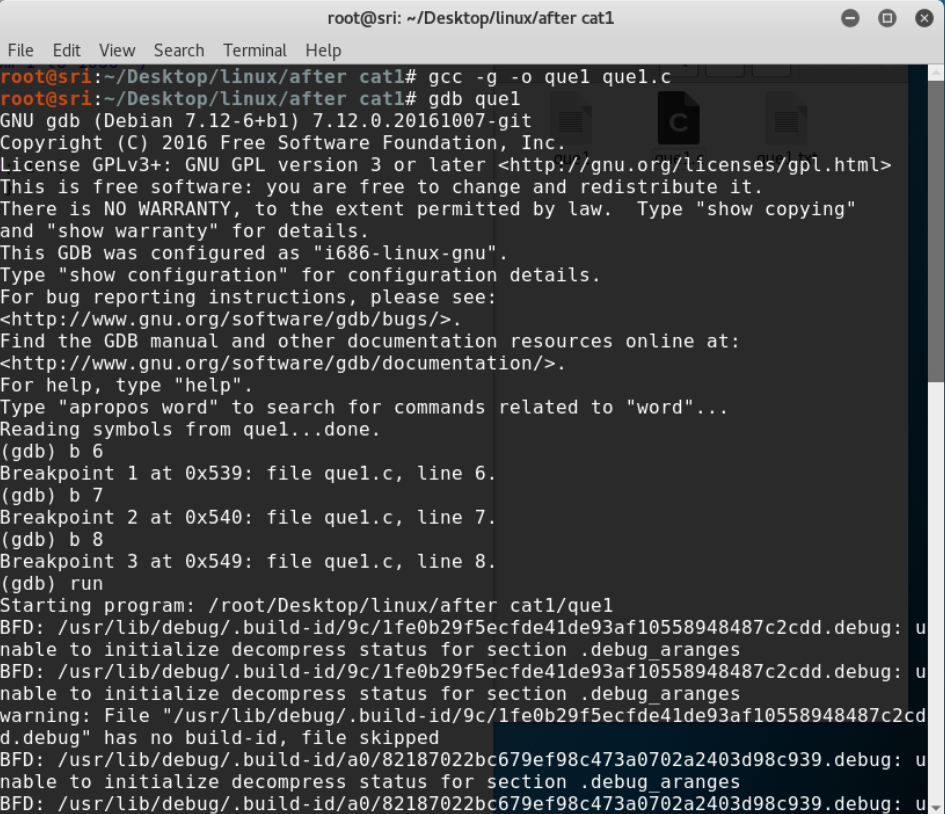 root@sri: ~/Desktop/linux/after cat1
File Edit View Search Terminal Help
root@sri:~/Desktop/linux/after cat1# gcc -g -o que1 que1.c
root@sri:~/Desktop/linux/after cat1# gdb que1
GNU gdb (Debian 7.12-6+b1) 7.12.0.20161007-git
Copyright (C) 2016 Free Software Foundation, Inc.
License GPLv3+: GNU GPL version 3 or later <http://gnu.org/licenses/gpl.html>
This is free software: you are free to change and redistribute it.
There is NO WARRANTY, to the extent permitted by law.  Type "show copying"
and "show warranty" for details.
This GDB was configured as "i686-linux-gnu".
Type "show configuration" for configuration details.
For bug reporting instructions, please see:
<http://www.gnu.org/software/gdb/bugs/>.
Find the GDB manual and other documentation resources online at:
<http://www.gnu.org/software/gdb/documentation/>.
For help, type "help".
Type "apropos word" to search for commands related to "word"...
Reading symbols from que1...done.
(gdb) b 6
Breakpoint 1 at 0x539: file que1.c, line 6.
(gdb) b 7
Breakpoint 2 at 0x540: file que1.c, line 7.
(gdb) b 8
Breakpoint 3 at 0x549: file que1.c, line 8.
(gdb) run
Starting program: /root/Desktop/linux/after cat1/que1
BFD: /usr/lib/debug/.build-id/9c/1fe0b29f5ecfde41de93af10558948487c2cdd.debug: u
nable to initialize decompress status for section .debug_aranges
BFD: /usr/lib/debug/.build-id/9c/1fe0b29f5ecfde41de93af10558948487c2cdd.debug: u
nable to initialize decompress status for section .debug_aranges
warning: File "/usr/lib/debug/.build-id/9c/1fe0b29f5ecfde41de93af10558948487c2cd
d.debug" has no build-id, file skipped
BFD: /usr/lib/debug/.build-id/a0/82187022bc679ef98c473a0702a2403d98c939.debug: u
nable to initialize decompress status for section .debug_aranges
BFD: /usr/lib/debug/.build-id/a0/82187022bc679ef98c473a0702a2403d98c939.debug: u